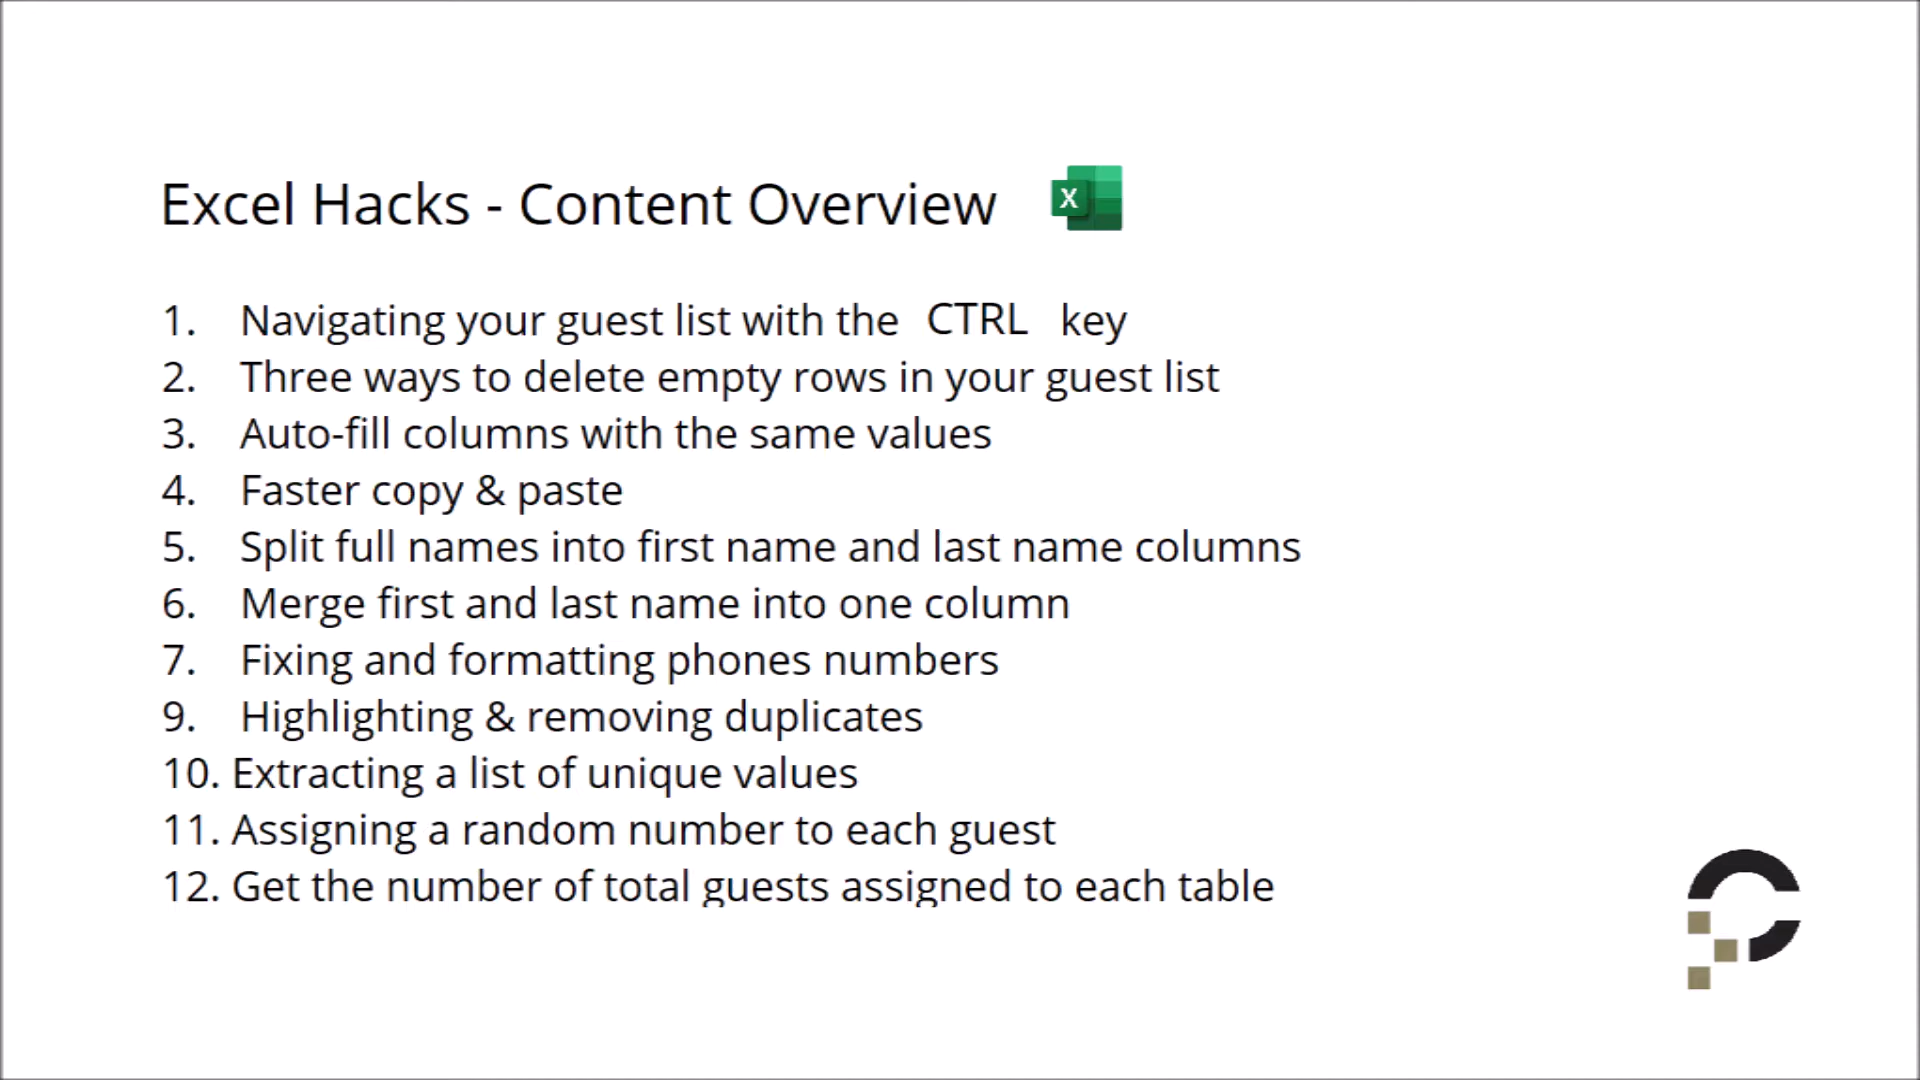 Excel Hacks - Content Overview
1. Navigating your guest list with the CTRL key
2. Three ways to delete empty rows in your guest list
3. Auto-fill columns with the same values
4. Faster copy & paste
5. Split full names into first name and last name columns
6. Merge first and last name into one column
7. Fixing and formatting phones numbers
9. Highlighting & removing duplicates
10. Extracting a list of unique values
11. Assigning a random number to each guest
12. Get the number of total guests assigned to each table